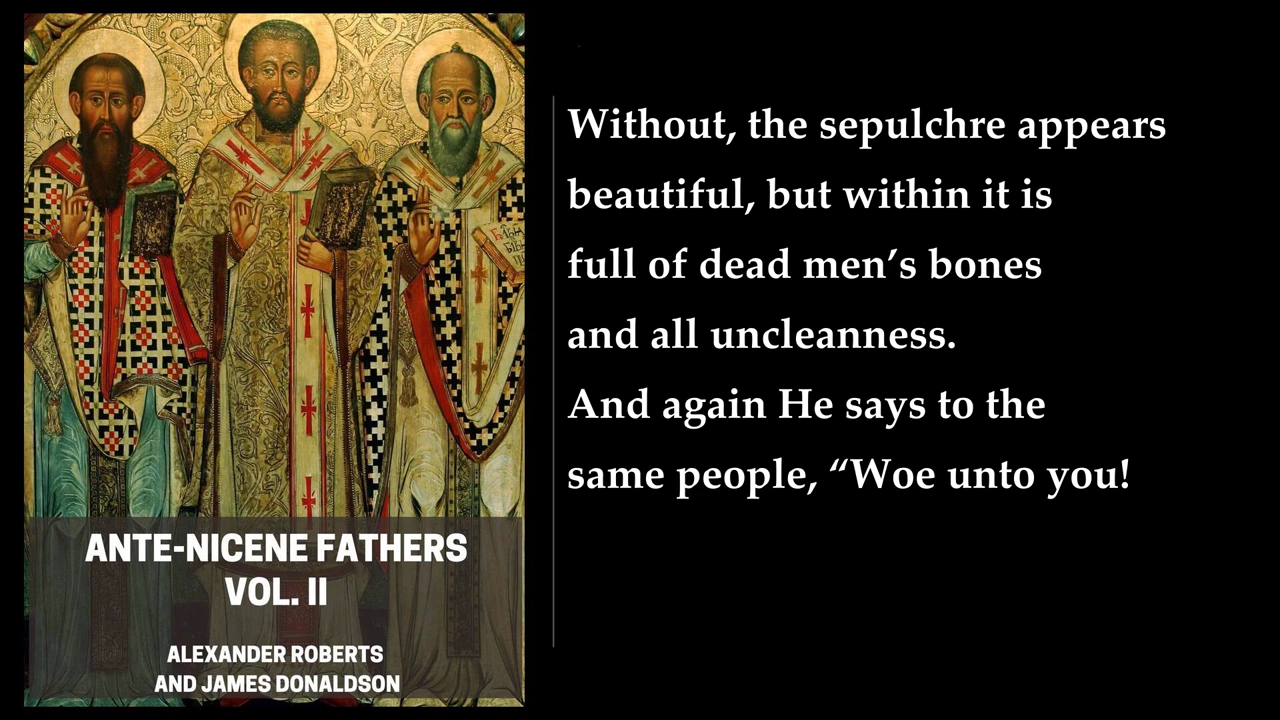 Without, the sepulchre appears
beautiful, but within it is
full of dead men’s bones
and all uncleanness.
And again He says to the
same people, “Woe unto you!
ANTE-NICENE FATHERS
VOL. II
ALEXANDER ROBERTS
AND JAMES DONALDSON